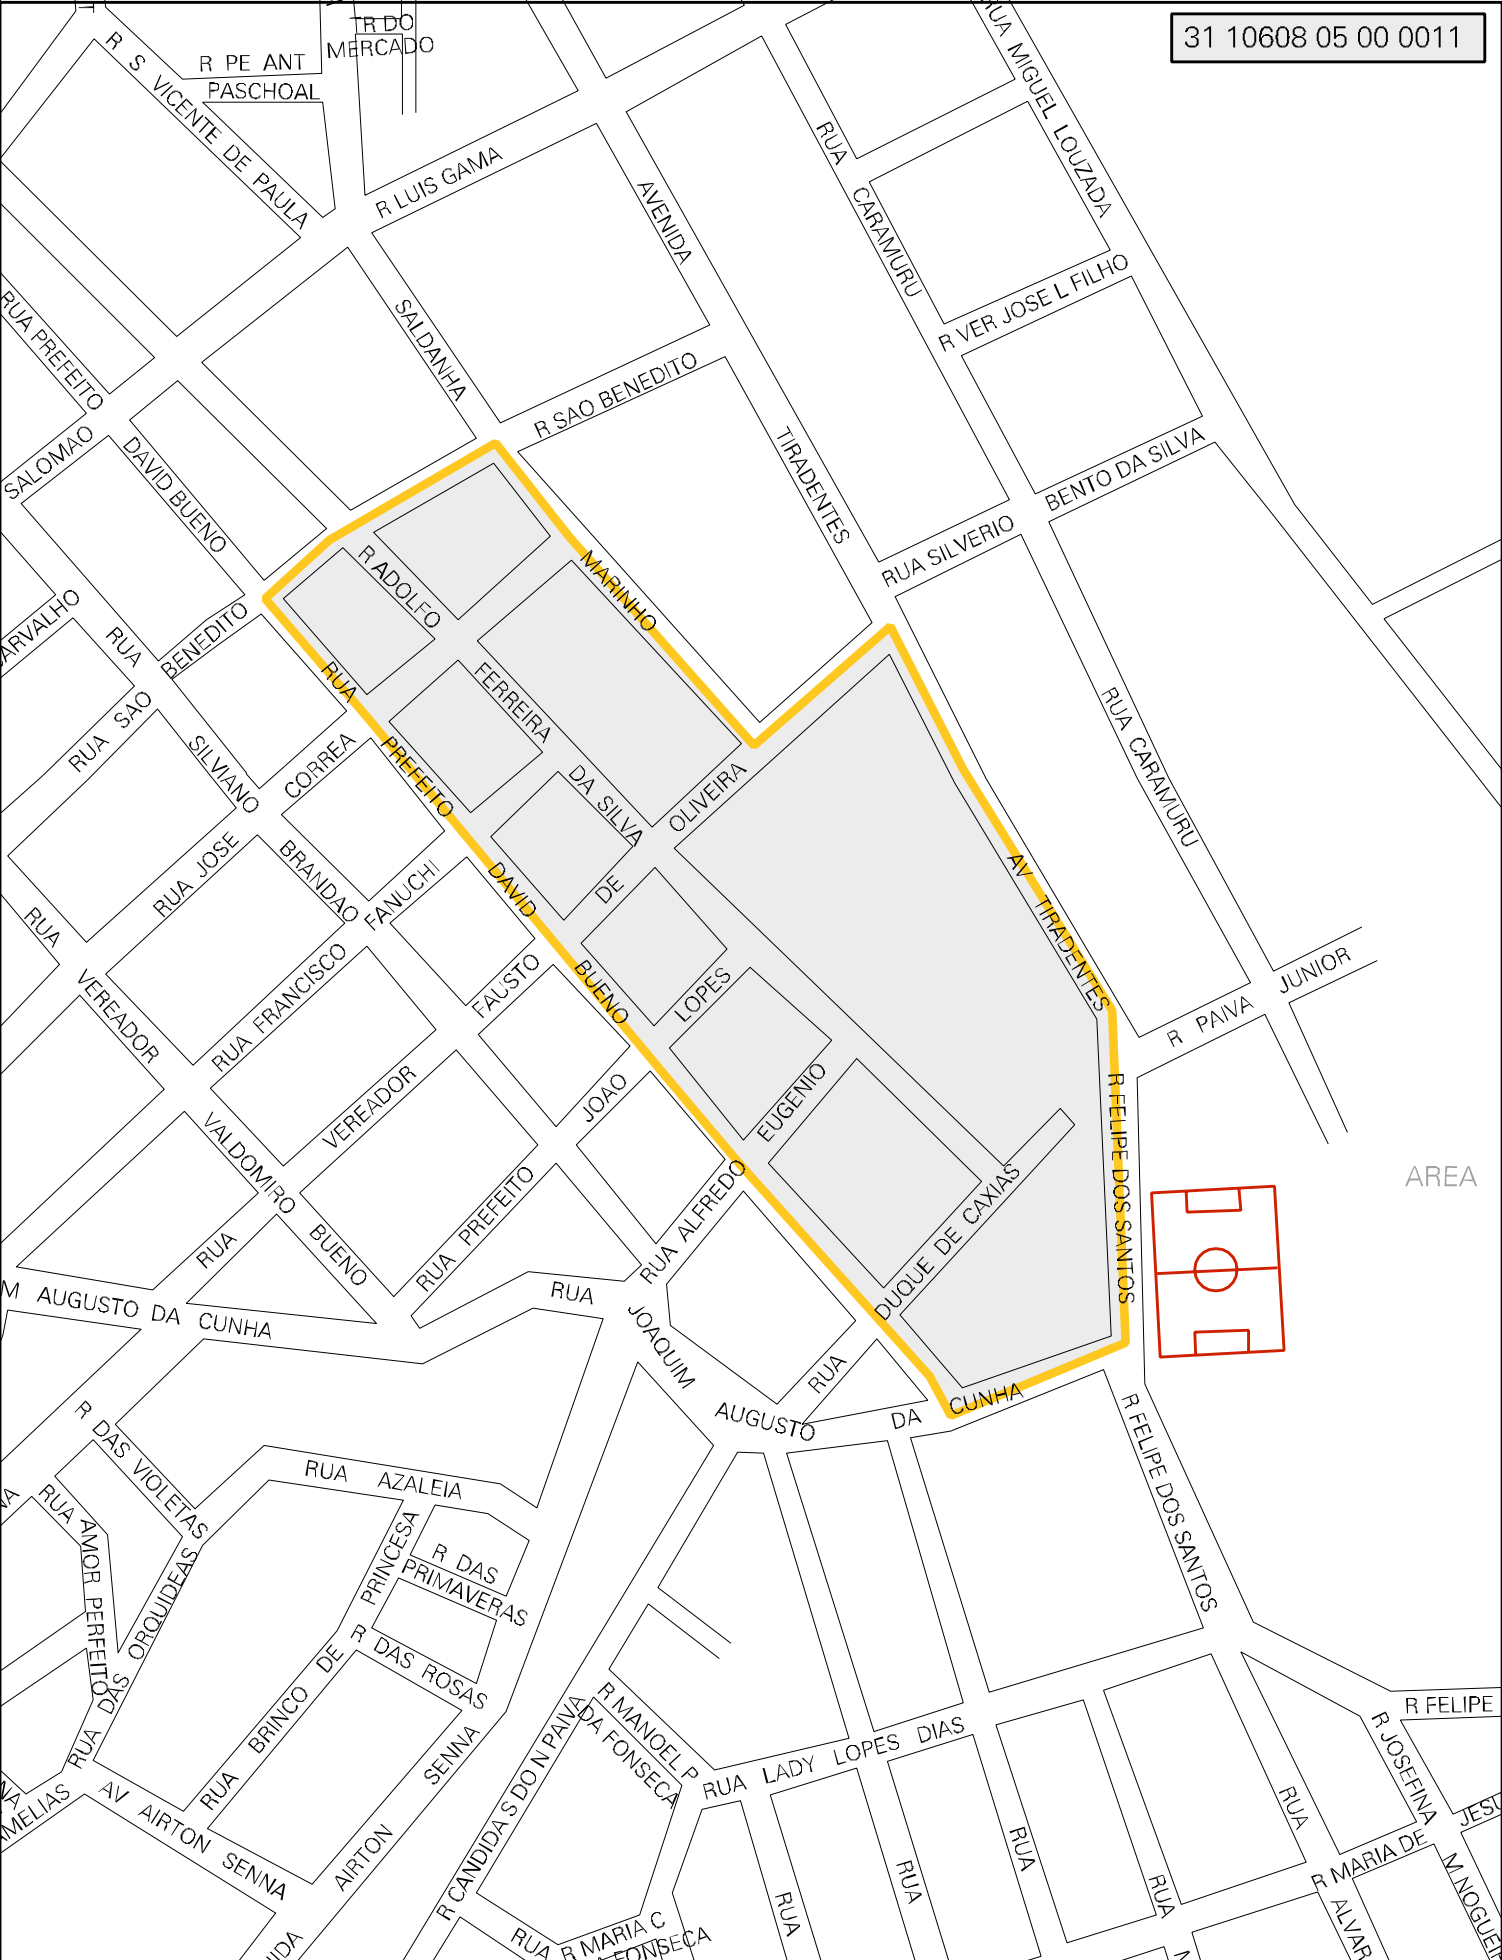 31 10608 05 00 0011
TR DO
MERCADO
R PE ANT
PASCHOAL
R S VICENTE DE PAULA
R LUIS GAMA
RUA MIGUEL LOUZADA
RUA
CARAMURU
AVENIDA
TIRADENTES
SALDANHA
MARINHO
R VER JOSE L FILHO
R SAO BENEDITO
RUA PREFEITO
DAVID BUENO
SALOMAO
BENTO DA SILVA
RUA SILVERIO
R ADOLFO
FERREIRA
DA SILVA
ARVALHO
RUA
SILVIANO
BRANDAO
BENEDITO
RUA SAO
RUA
PREFEITO
DAVID
BUENO
CORREA
RUA JOSE
FANUCHI
RUA FRANCISCO
OLIVEIRA
DE
LOPES
EUGENIO
RUA CARAMURU
AV TIRADENTES
RUA
VEREADOR
VALDOMIRO
BUENO
FAUSTO
VEREADOR
JOAO
RUA PREFEITO
RUA
RUA ALFREDO
R PAIVA JUNIOR
R FELIPE DOS SANTOS
AREA
DUQUE DE CAXIAS
RUA
M AUGUSTO DA CUNHA
RUA
JOAQUIM
AUGUSTO
DA CUNHA
R FELIPE DOS SANTOS
R DAS VIOLETAS
RUA AZALEIA
PRINCESA
R DAS
PRIMAVERAS
R DAS ROSAS
RUA
AMOR PERFEITO
RUA DAS ORQUIDEAS
RUA BRINCO DE
AV AIRTON SENNA
AIRTON SENNA
R CANDIDA S DO N PAIVA
R MANOEL P
DA FONSECA
RUA LADY LOPES DIAS
R FELIPE
R JOSEFINA
RUA
RUA
RUA
RUA
RUA
R MARIA DE
JESU
M NOGUEI
ALVAR
RUA
R MARIA C
A FONSECA
AMELIAS
NIDA